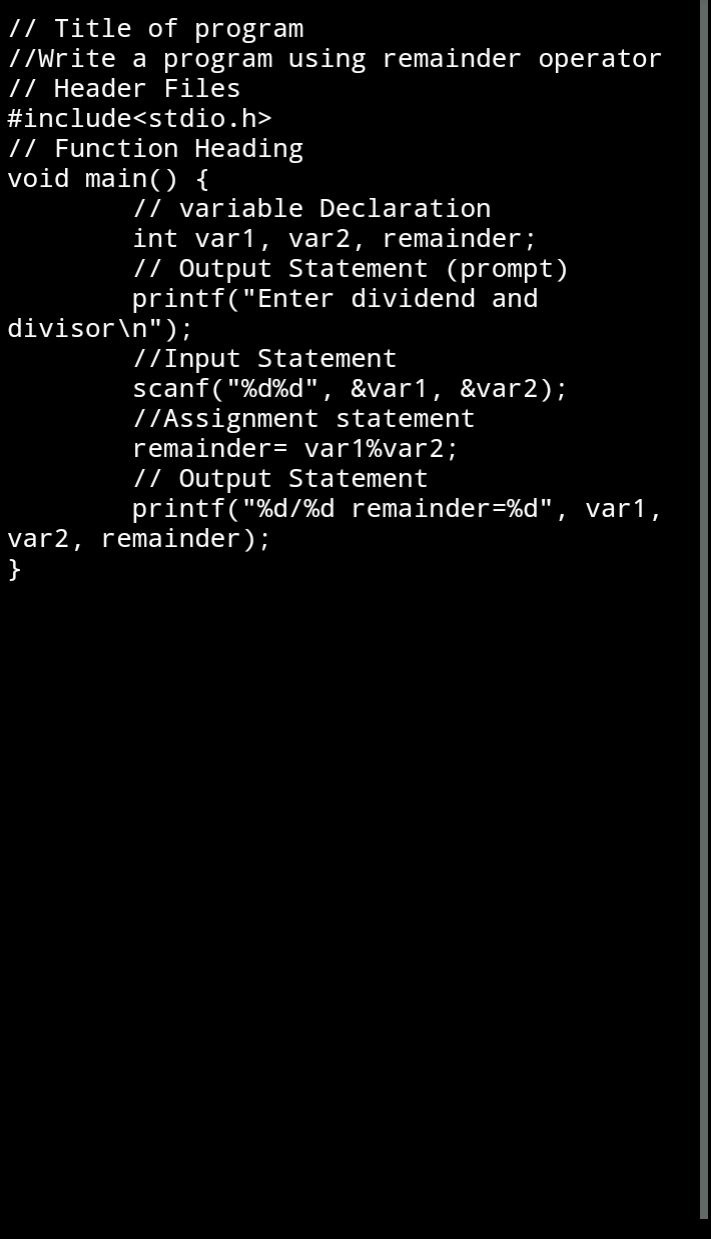 // Title of program
//Write a program using remainder operator
// Header Files
#include<stdio.h>
// Function Heading
void main() {
        // variable Declaration
        int var1, var2, remainder;
        // Output Statement (prompt)
        printf("Enter dividend and
divisor\n");
        //Input Statement
        scanf("%d%d", &var1, &var2);
        //Assignment statement
        remainder= var1%var2;
        // Output Statement
        printf("%d/%d remainder=%d", var1,
var2, remainder);
}